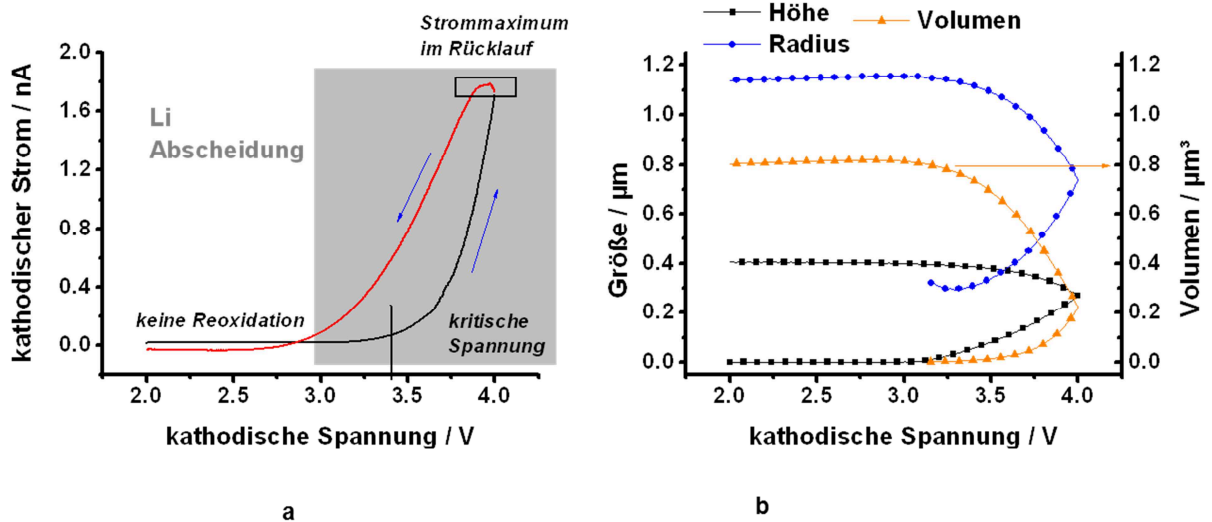 Strommaximum
im Rücklauf
kathodischer Strom / nA
2.0
1.6
1.2
0.8
0.4
0.0
Li
Abscheidung
keine Reoxidation
kritische
Spannung
2.0 2.5 3.0 3.5 4.0
kathodische Spannung / V
a
Höhe
Volumen
Radius
Größe / µm
1.2
1.0
0.8
0.6
0.4
0.2
0.0
1.2
1.0
0.8
0.6
0.4
0.2
0.0
Volumen / µm³
2.0 2.5 3.0 3.5 4.0
kathodische Spannung / V
b